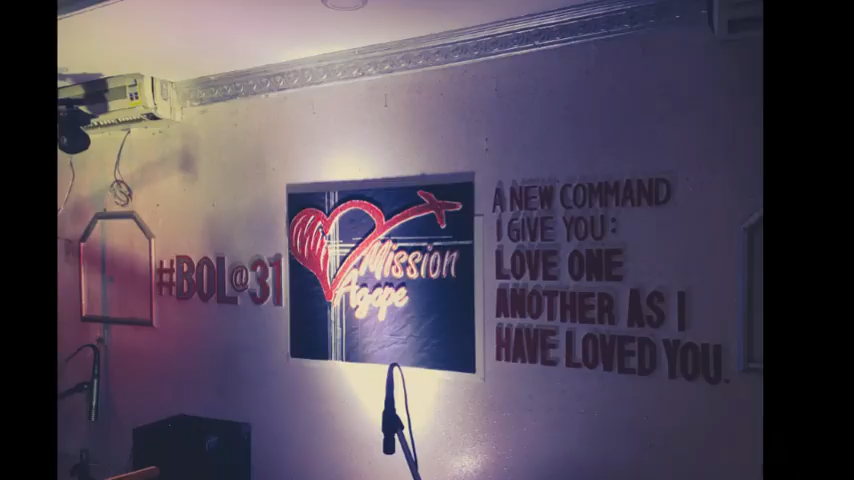 #BOL@31
Mission
Agape
A NEW COMMAND
I GIVE YOU:
LOVE ONE
ANOTHER AS I
HAVE LOVED YOU.